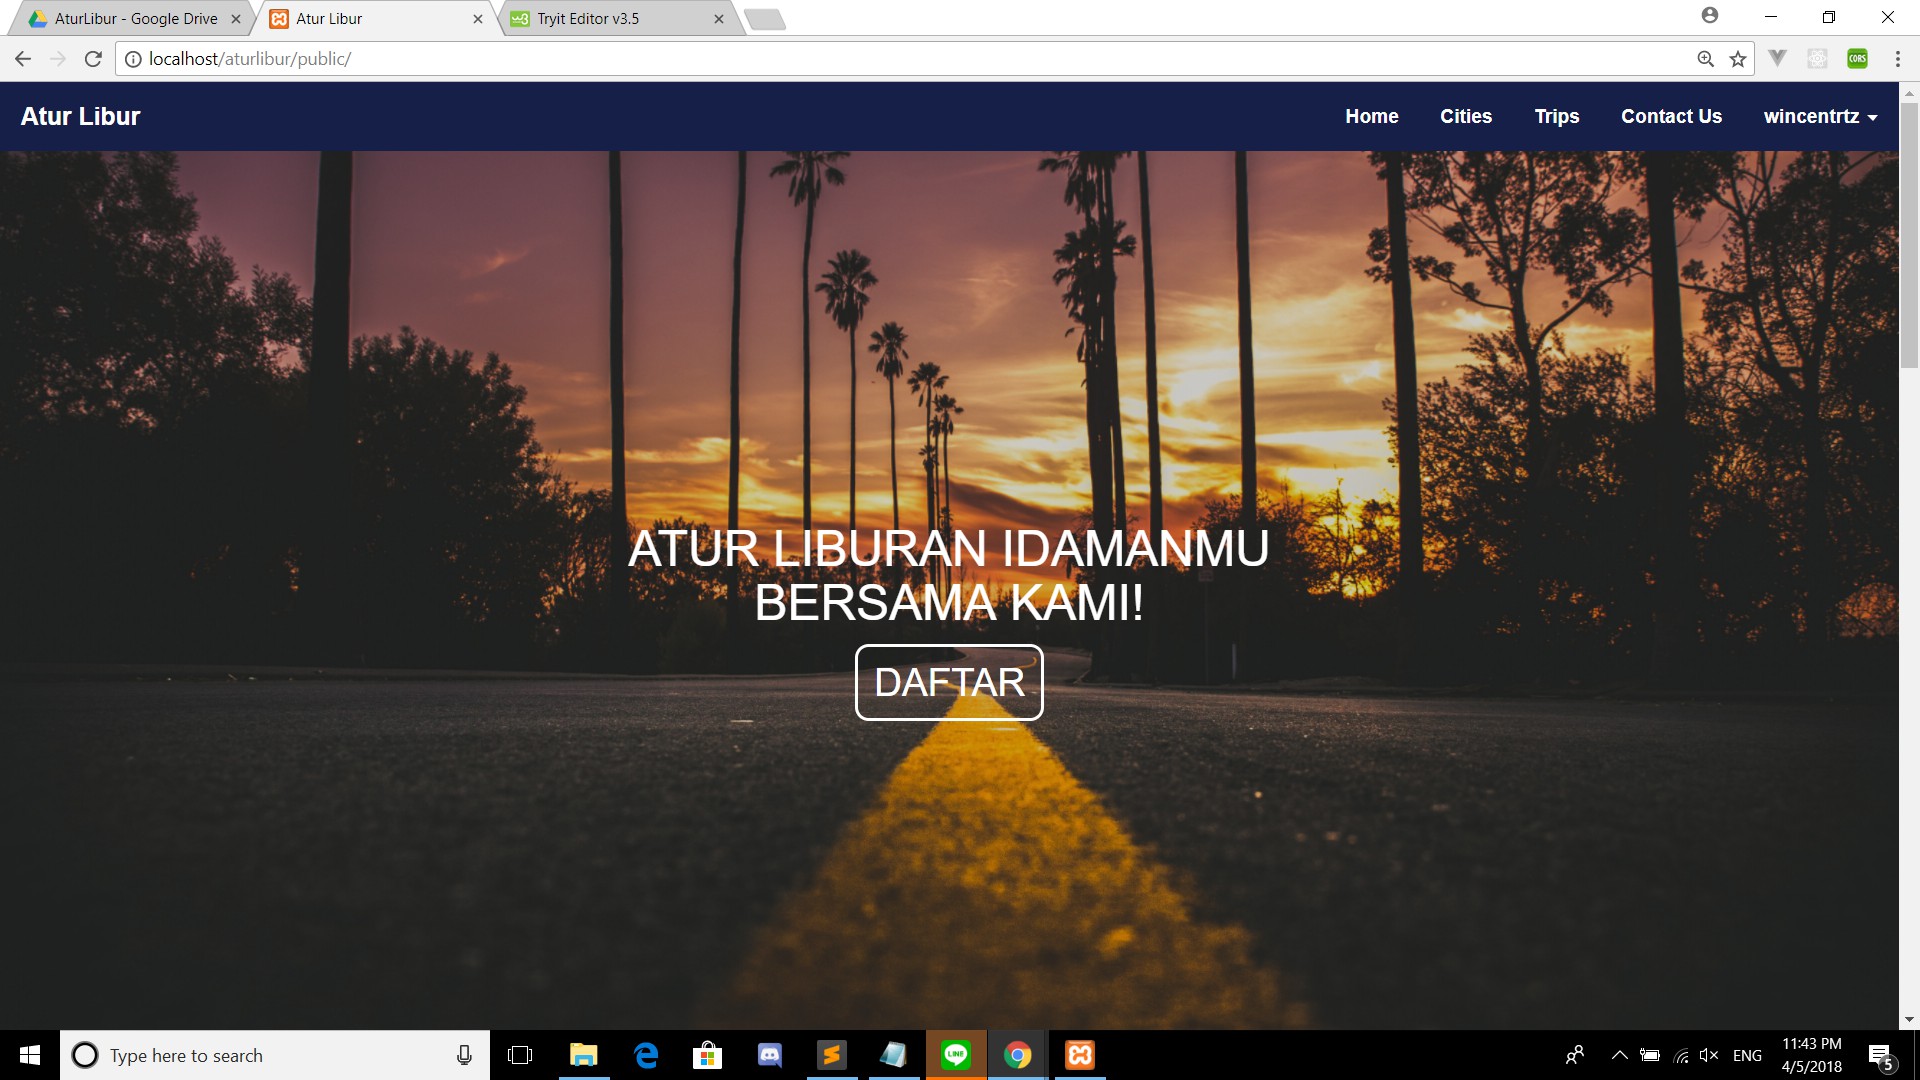 AturLibur - Google Drive
Atur Libur
Tryit Editor v3.5
localhost/aturlibur/public/
CORS
Atur Libur
Home
Cities
Trips
Contact Us
wincentrtz
ATUR LIBURAN IDAMANMU
BERSAMA KAMI!
DAFTAR
Type here to search
LINE
ENG
11:43 PM
4/5/2018
5